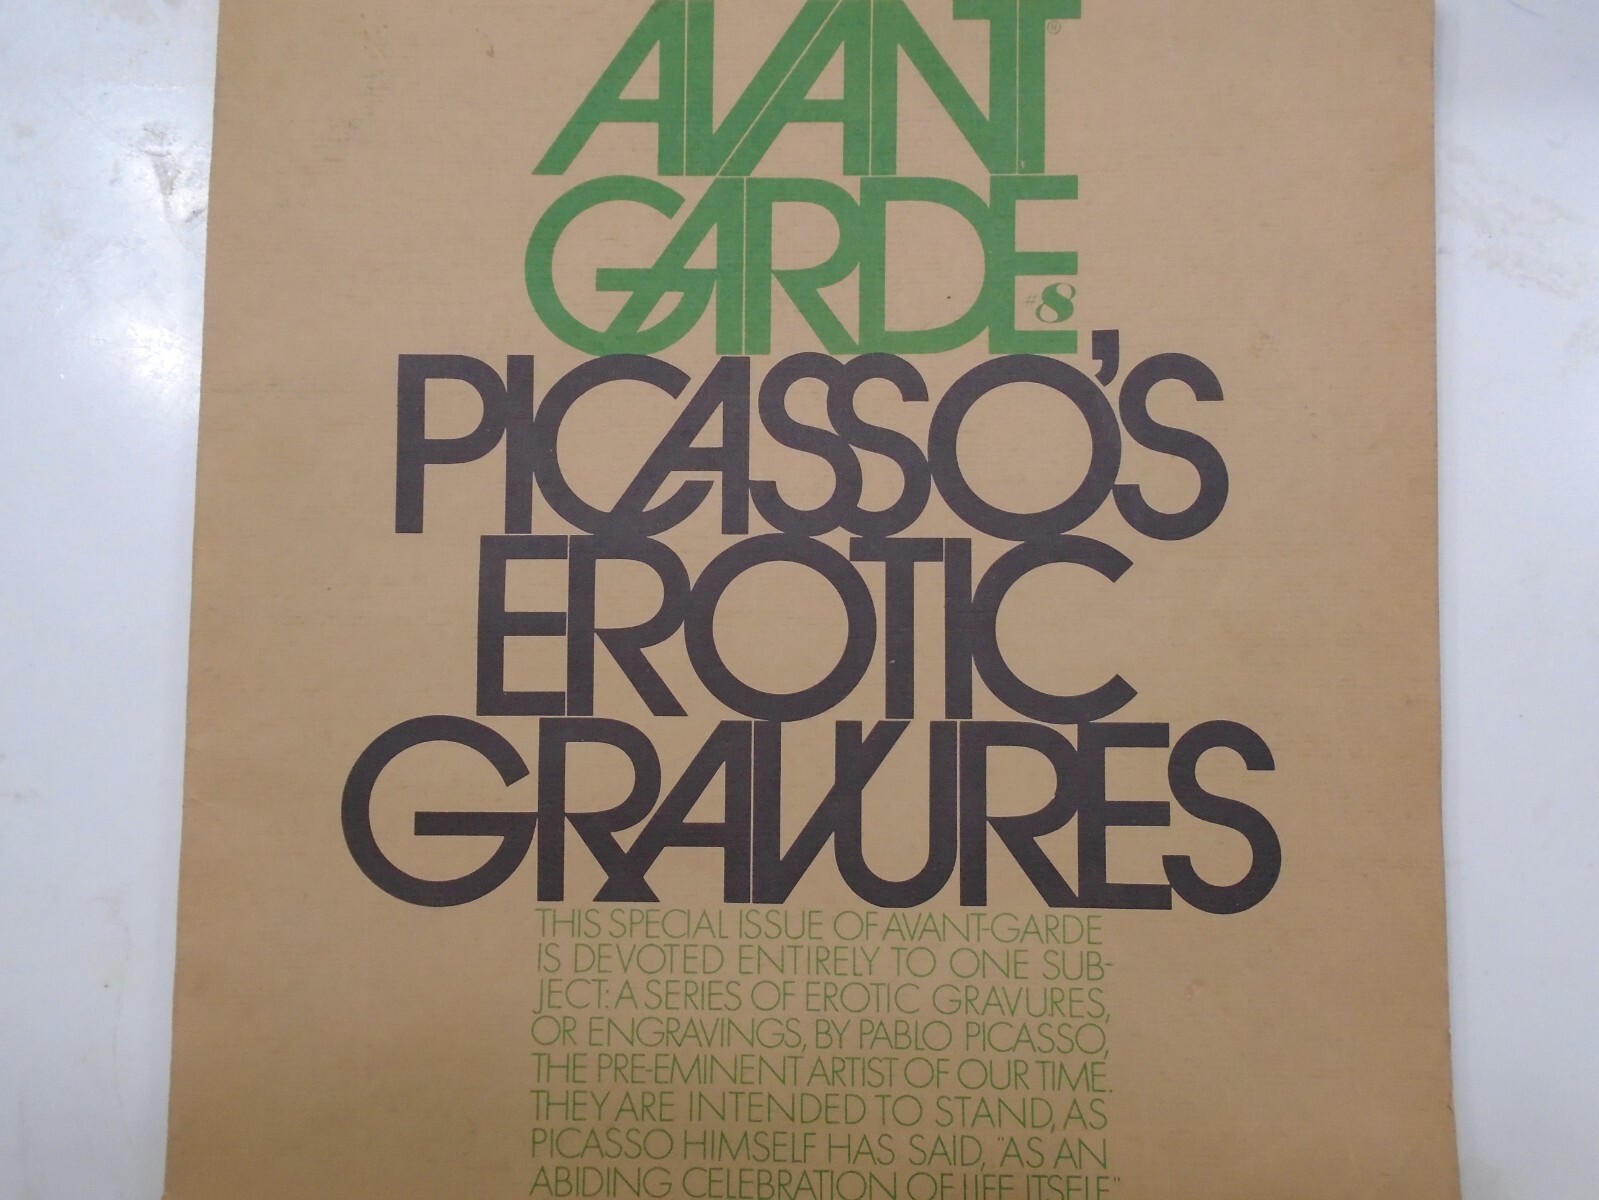 AVANT
GARDE
#8
PICASSO'S
EROTIC
GRAVURES
THIS SPECIAL ISSUE OF AVANT-GARDE
IS DEVOTED ENTIRELY TO ONE SUB-
JECT: A SERIES OF EROTIC GRAVURES,
OR ENGRAVINGS, BY PABLO PICASSO,
THE PRE-EMINENT ARTIST OF OUR TIME.
THEY ARE INTENDED TO STAND, AS
PICASSO HIMSELF HAS SAID, "AS AN
ABIDING CELEBRATION OF LIFE ITSELF."